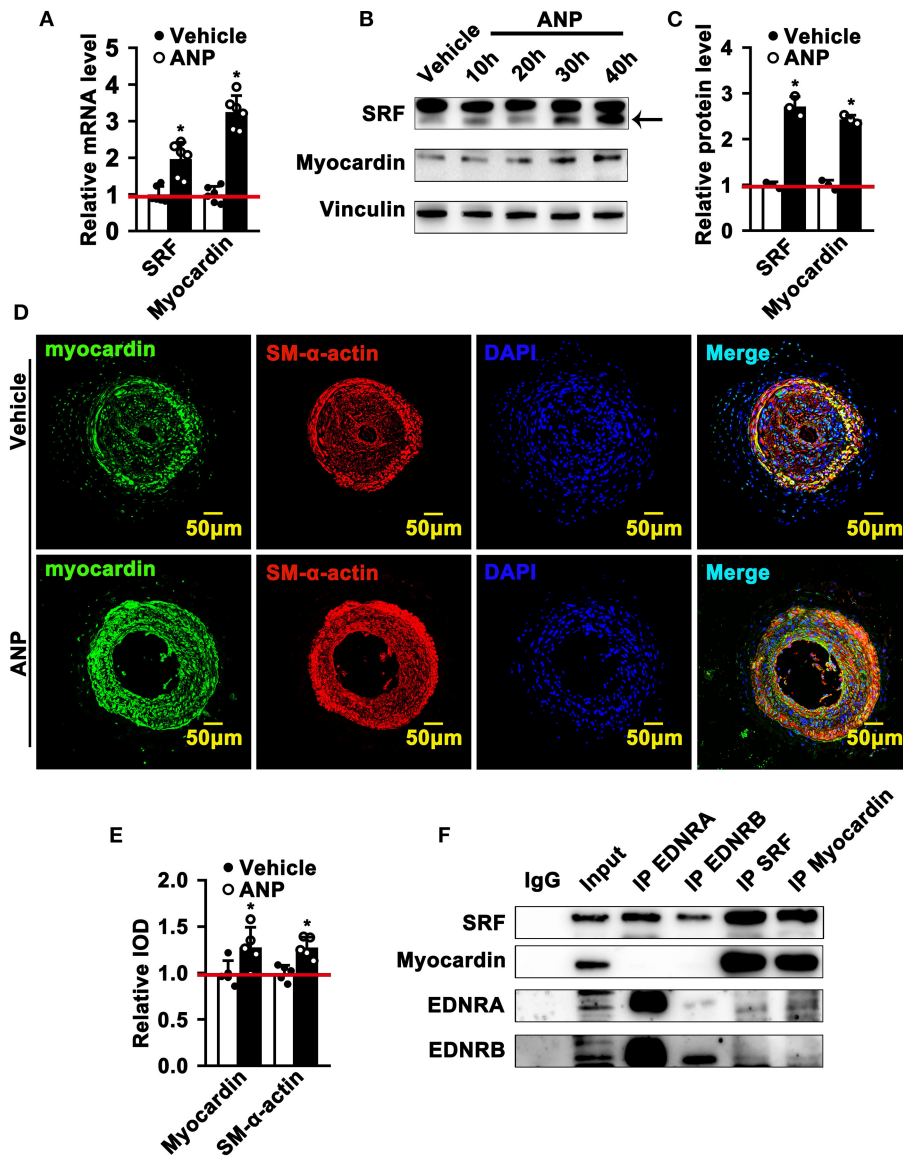 A
Vehicle
ANP
Relative mRNA level
5
4
3
2
1
0
* *
SRF
Myocardin
B
ANP
Vehicle
10h
20h
30h
40h
SRF
Myocardin
Vinculin
C
Vehicle
ANP
Relative protein level
4
3
2
1
0
* *
SRF
Myocardin
D
Vehicle
myocardin
SM-α-actin
DAPI
Merge
50μm
50μm
50μm
50μm
ANP
myocardin
SM-α-actin
DAPI
Merge
50μm
50μm
50μm
50μm
E
Vehicle
ANP
Relative IOD
2.0
1.5
1.0
0.5
0.0
* *
Myocardin
SM-α-actin
F
IgG
Input
IP EDNRA
IP EDNRB
IP SRF
IP Myocardin
SRF
Myocardin
EDNRA
EDNRB